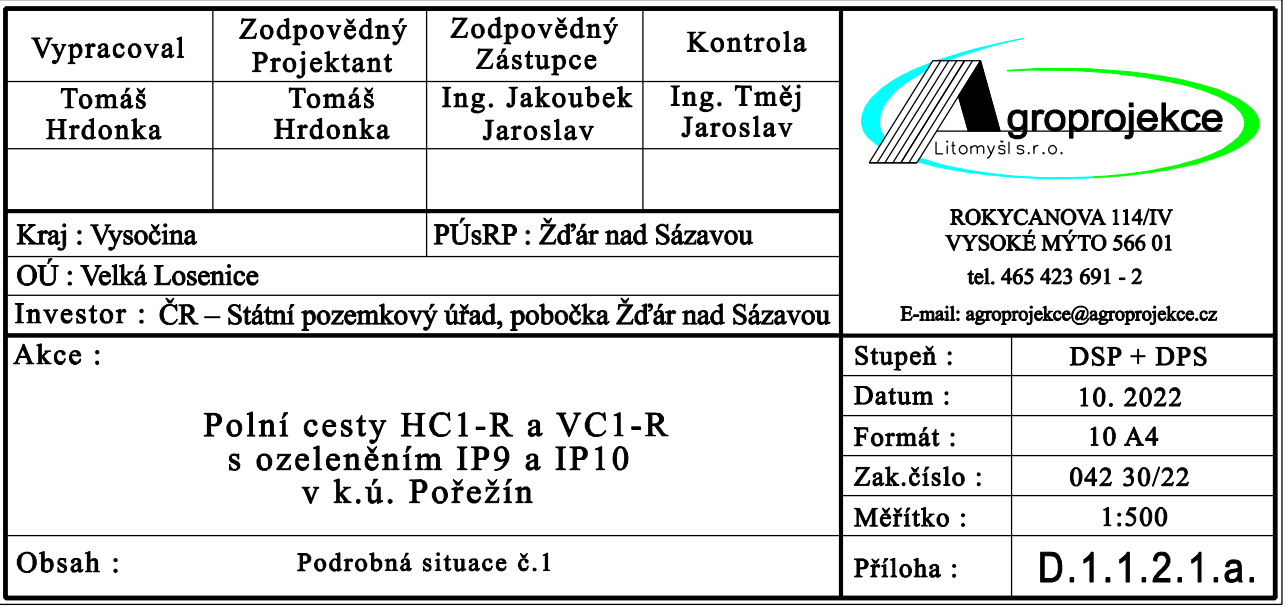 Vypracoval
Zodpovědný
Projektant
Zodpovědný
Zástupce
Kontrola
Tomáš
Hrdonka
Tomáš
Hrdonka
Ing. Jakoubek
Jaroslav
Ing. Tměj
Jaroslav
Agroprojekce
Litomyšl s.r.o.
ROKYCANOVA 114/IV
VYSOKÉ MÝTO 566 01
tel. 465 423 691 - 2
E-mail: agroprojekce@agroprojekce.cz
Kraj : Vysočina
PÚsRP : Žďár nad Sázavou
OÚ : Velká Losenice
Investor : ČR – Státní pozemkový úřad, pobočka Žďár nad Sázavou
Akce :
Polní cesty HC1-R a VC1-R
s ozeleněním IP9 a IP10
v k.ú. Pořežín
Obsah : Podrobná situace č.1
Stupeň : DSP + DPS
Datum : 10. 2022
Formát : 10 A4
Zak.číslo : 042 30/22
Měřítko : 1:500
Příloha : D.1.1.2.1.a.